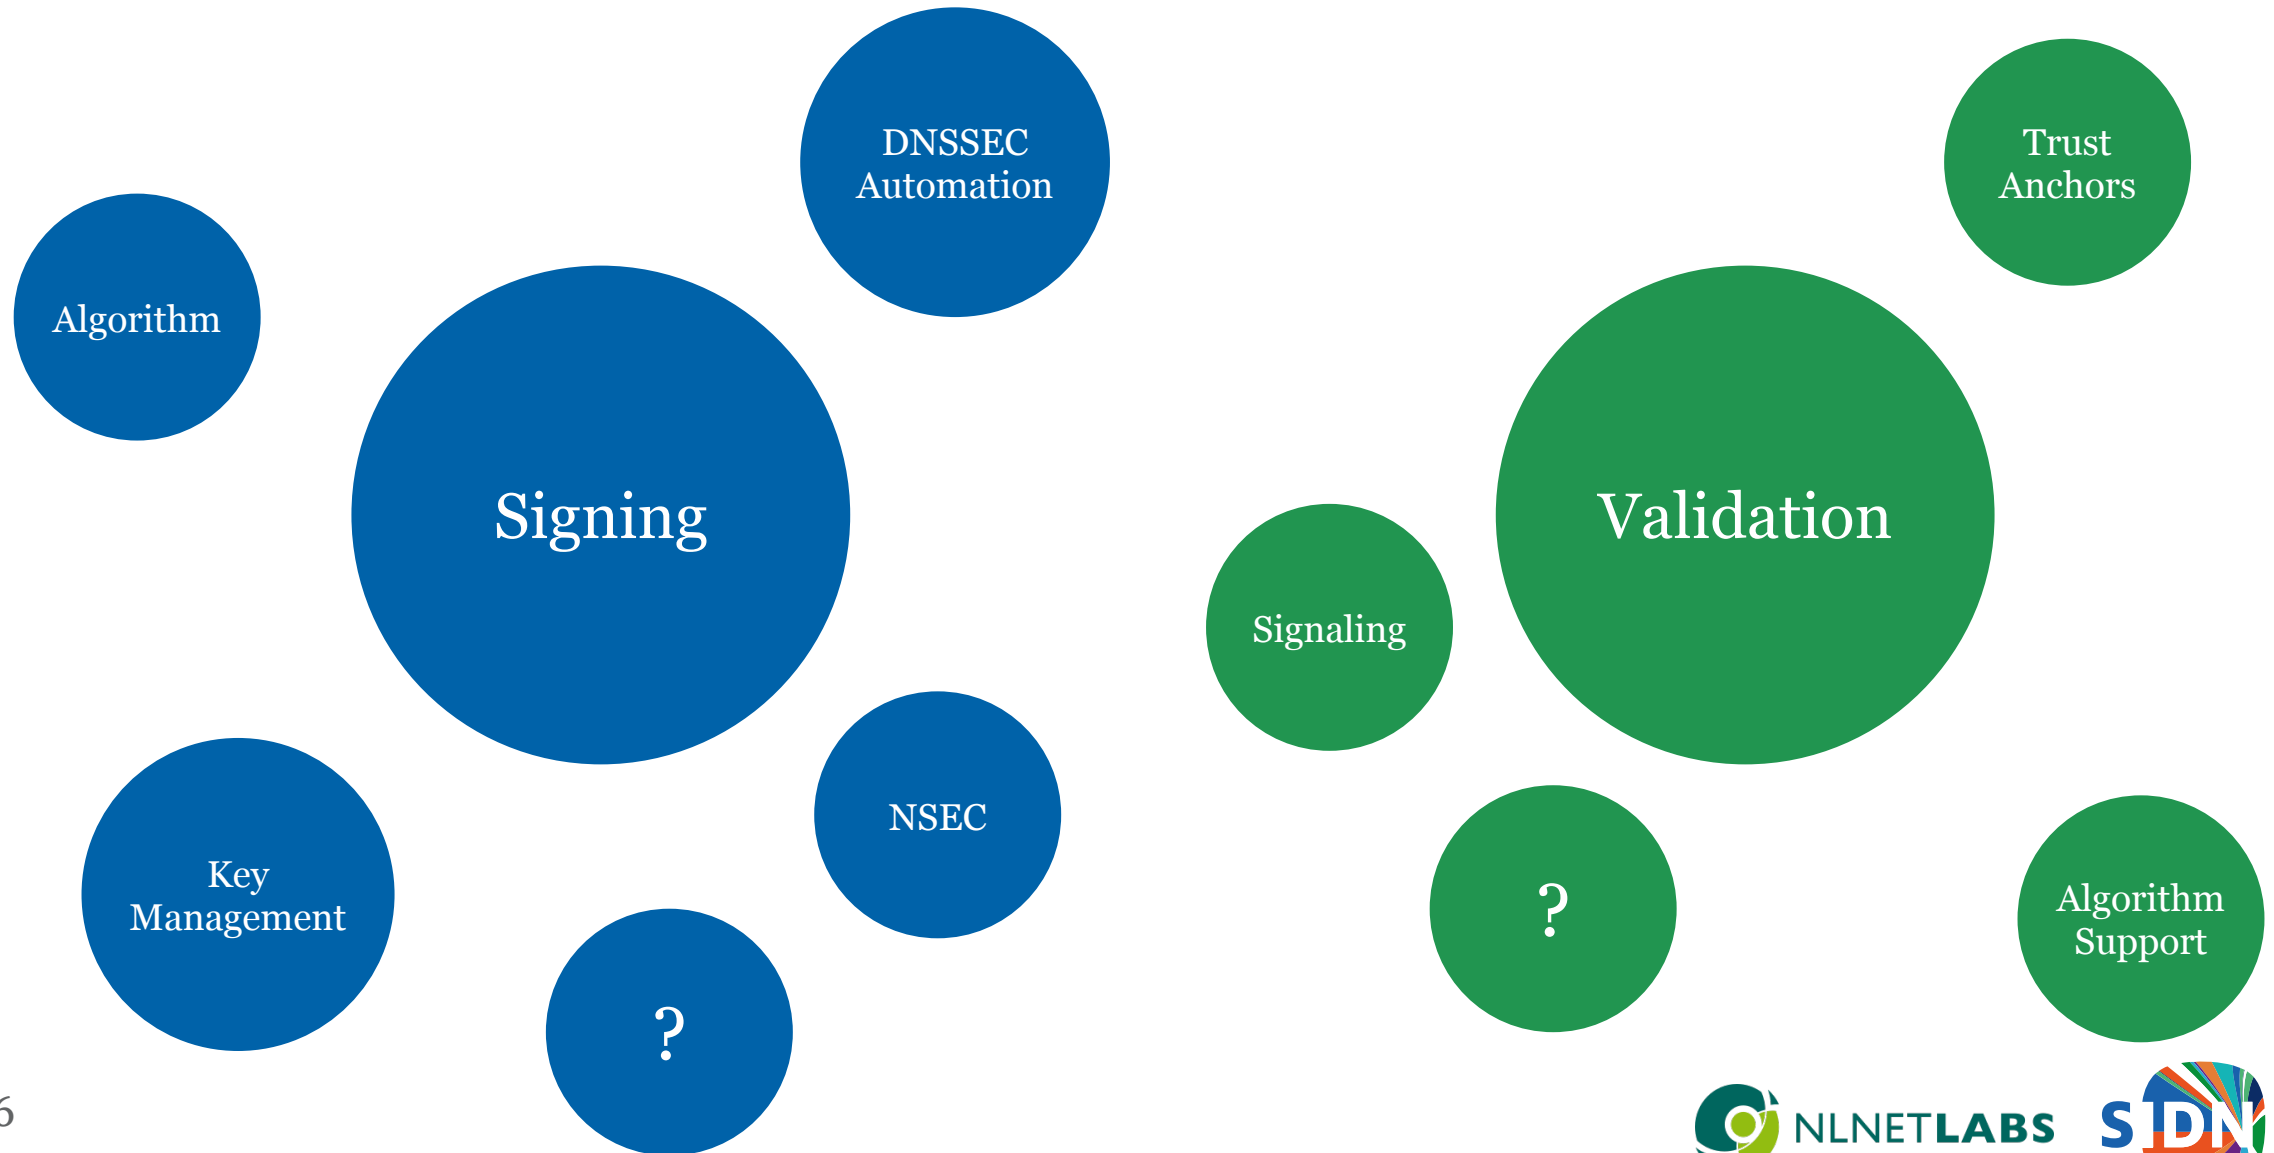 DNSSEC
Automation
Algorithm
Signing
Key
Management
NSEC
?
Trust
Anchors
Validation
Signaling
?
Algorithm
Support
6
NLNETLABS
SIDN